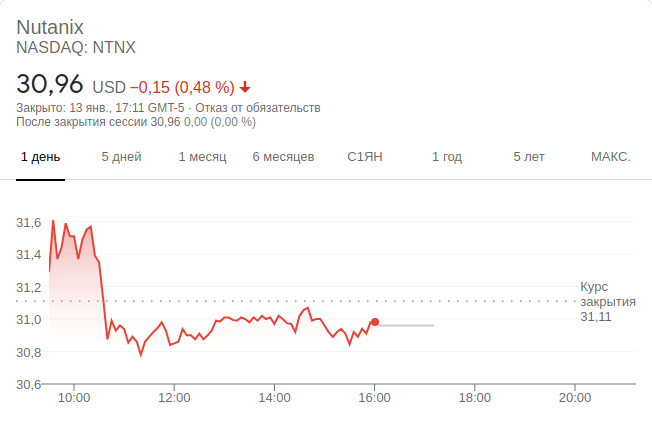 Nutanix
NASDAQ: NTNX
30,96 USD −0,15 (0,48 %)
Закрыто: 13 янв., 17:11 GMT-5 · Отказ от обязательств
После закрытия сессии 30,96 0,00 (0,00 %)
1 день 5 дней 1 месяц 6 месяцев С1ЯН 1 год 5 лет МАКС.
31,6
31,4
31,2
31,0
30,8
30,6
Курс
закрытия
31,11
10:00 12:00 14:00 16:00 18:00 20:00